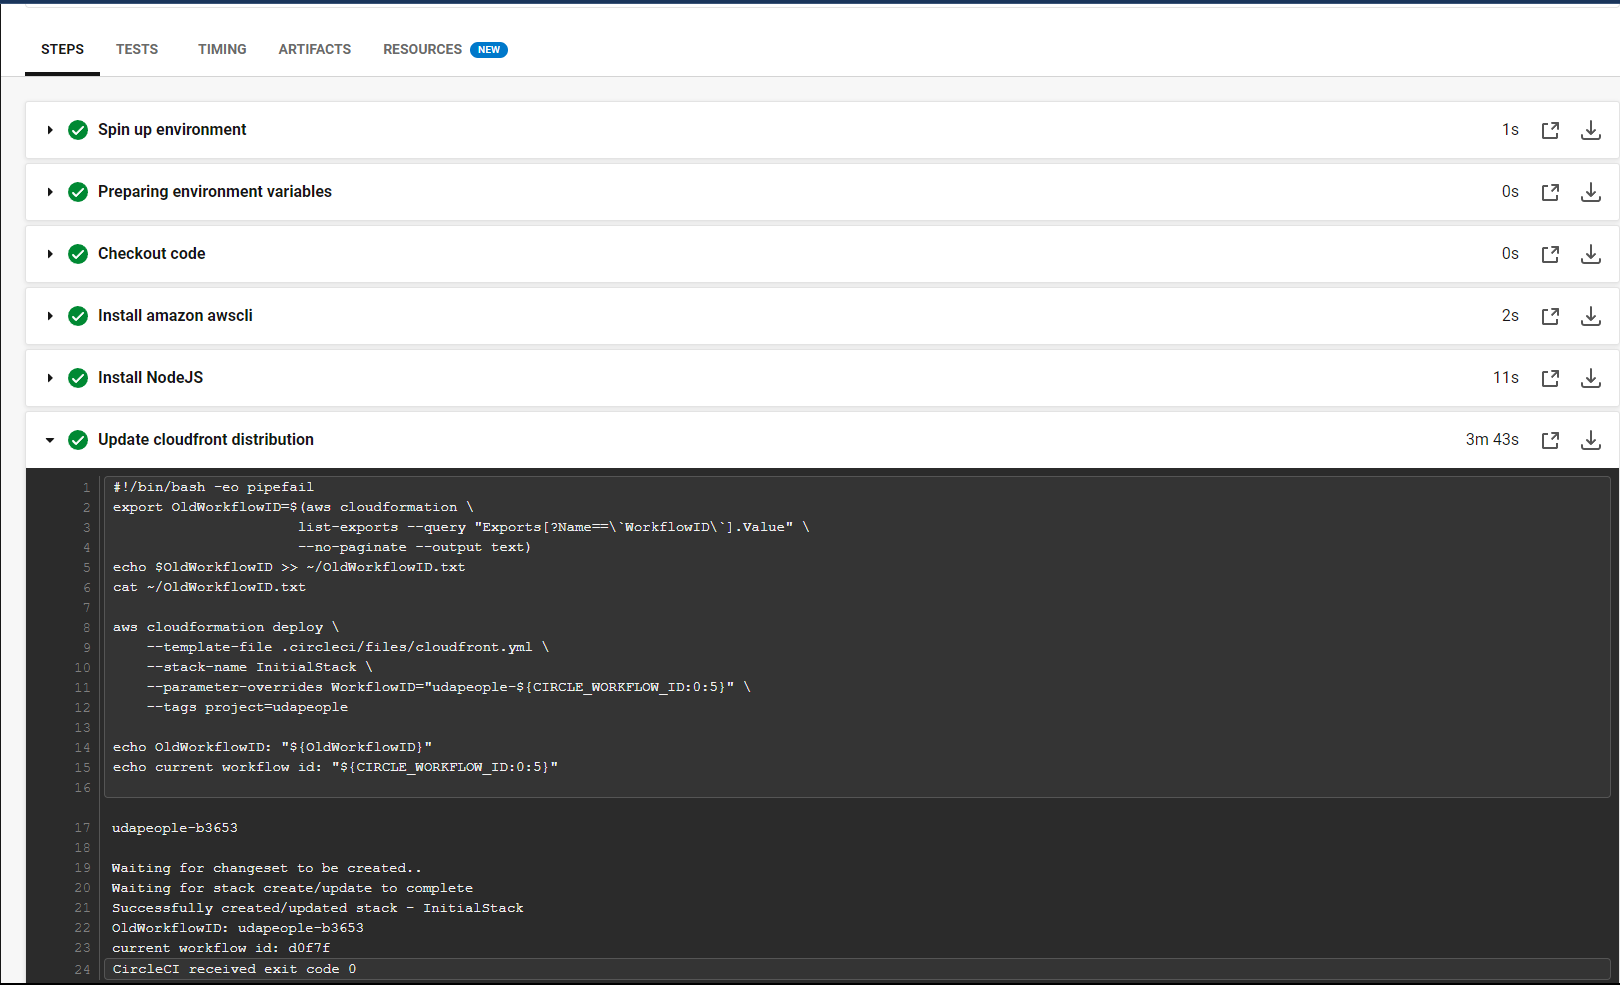 STEPS TESTS TIMING ARTIFACTS RESOURCES NEW
Spin up environment 1s
Preparing environment variables 0s
Checkout code 0s
Install amazon awscli 2s
Install NodeJS 11s
Update cloudfront distribution 3m 43s
1 #!/bin/bash -eo pipefail
2 export OldWorkflowID=$(aws cloudformation \
3 list-exports --query "Exports[?Name==\`WorkflowID\`].Value" \
4 --no-paginate --output text)
5 echo $OldWorkflowID >> ~/OldWorkflowID.txt
6 cat ~/OldWorkflowID.txt
7
8 aws cloudformation deploy \
9 --template-file .circleci/files/cloudfront.yml \
10 --stack-name InitialStack \
11 --parameter-overrides WorkflowID="udapeople-${CIRCLE_WORKFLOW_ID:0:5}" \
12 --tags project=udapeople
13
14 echo OldWorkflowID: "${OldWorkflowID}"
15 echo current workflow id: "${CIRCLE_WORKFLOW_ID:0:5}"
16
17 udapeople-b3653
18
19 Waiting for changeset to be created..
20 Waiting for stack create/update to complete
21 Successfully created/updated stack - InitialStack
22 OldWorkflowID: udapeople-b3653
23 current workflow id: d0f7f
24 CircleCI received exit code 0